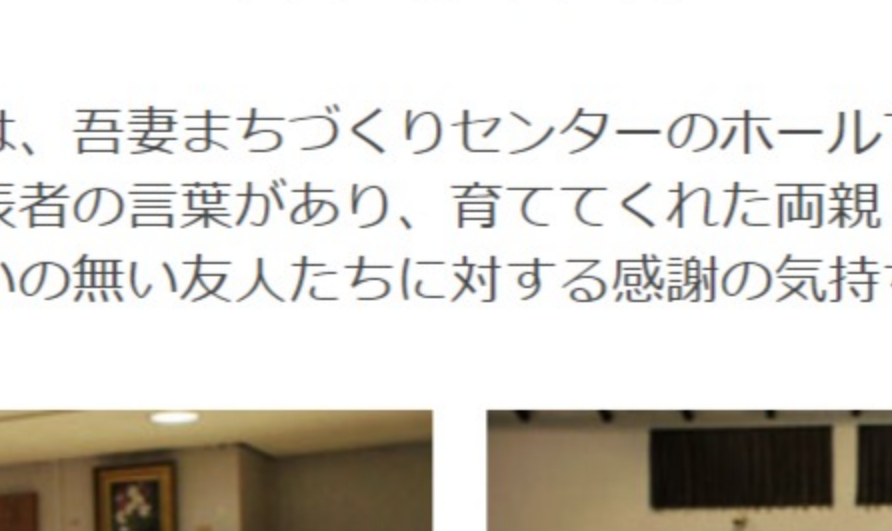 は、吾妻まちづくりセンターのホール
者の言葉があり、育ててくれた両親
いの無い友人たちに対する感謝の気持